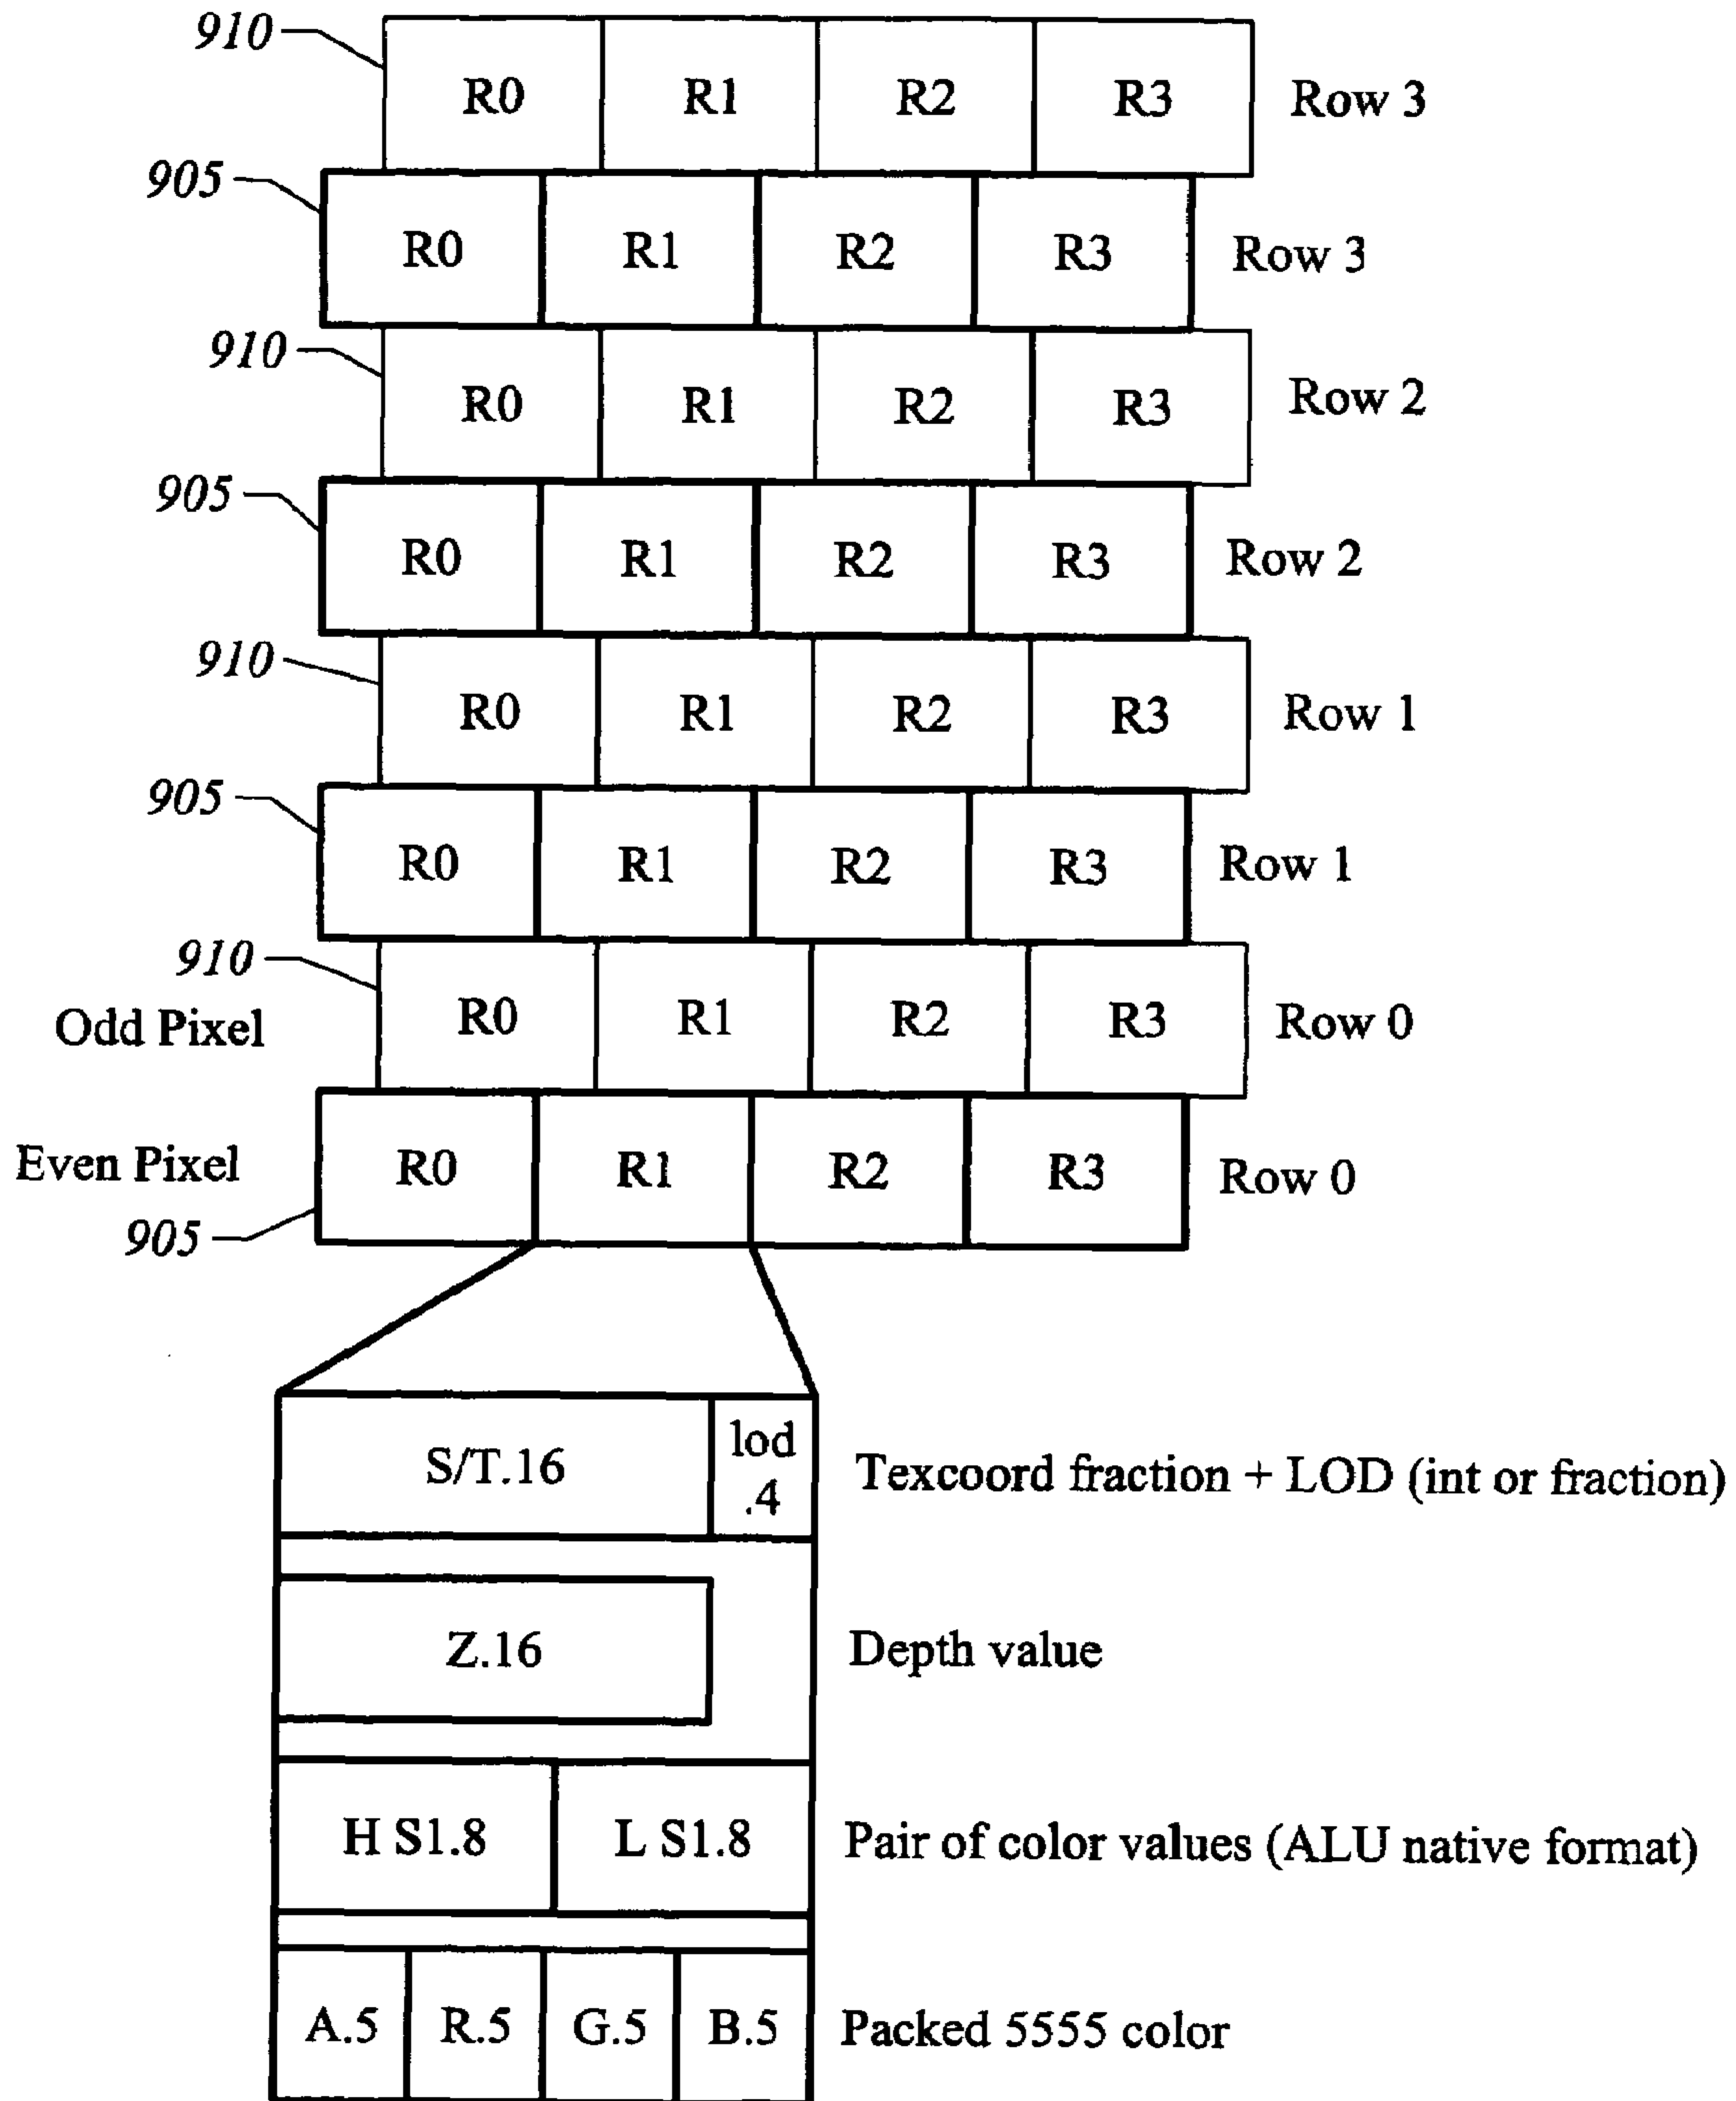 910
R0 R1 R2 R3 Row 3
905
R0 R1 R2 R3 Row 3
910
R0 R1 R2 R3 Row 2
905
R0 R1 R2 R3 Row 2
910
R0 R1 R2 R3 Row 1
905
R0 R1 R2 R3 Row 1
910
Odd Pixel R0 R1 R2 R3 Row 0
Even Pixel R0 R1 R2 R3 Row 0
905
S/T.16 lod .4 Texcoord fraction + LOD (int or fraction)
Z.16 Depth value
H S1.8 L S1.8 Pair of color values (ALU native format)
A.5 R.5 G.5 B.5 Packed 5555 color